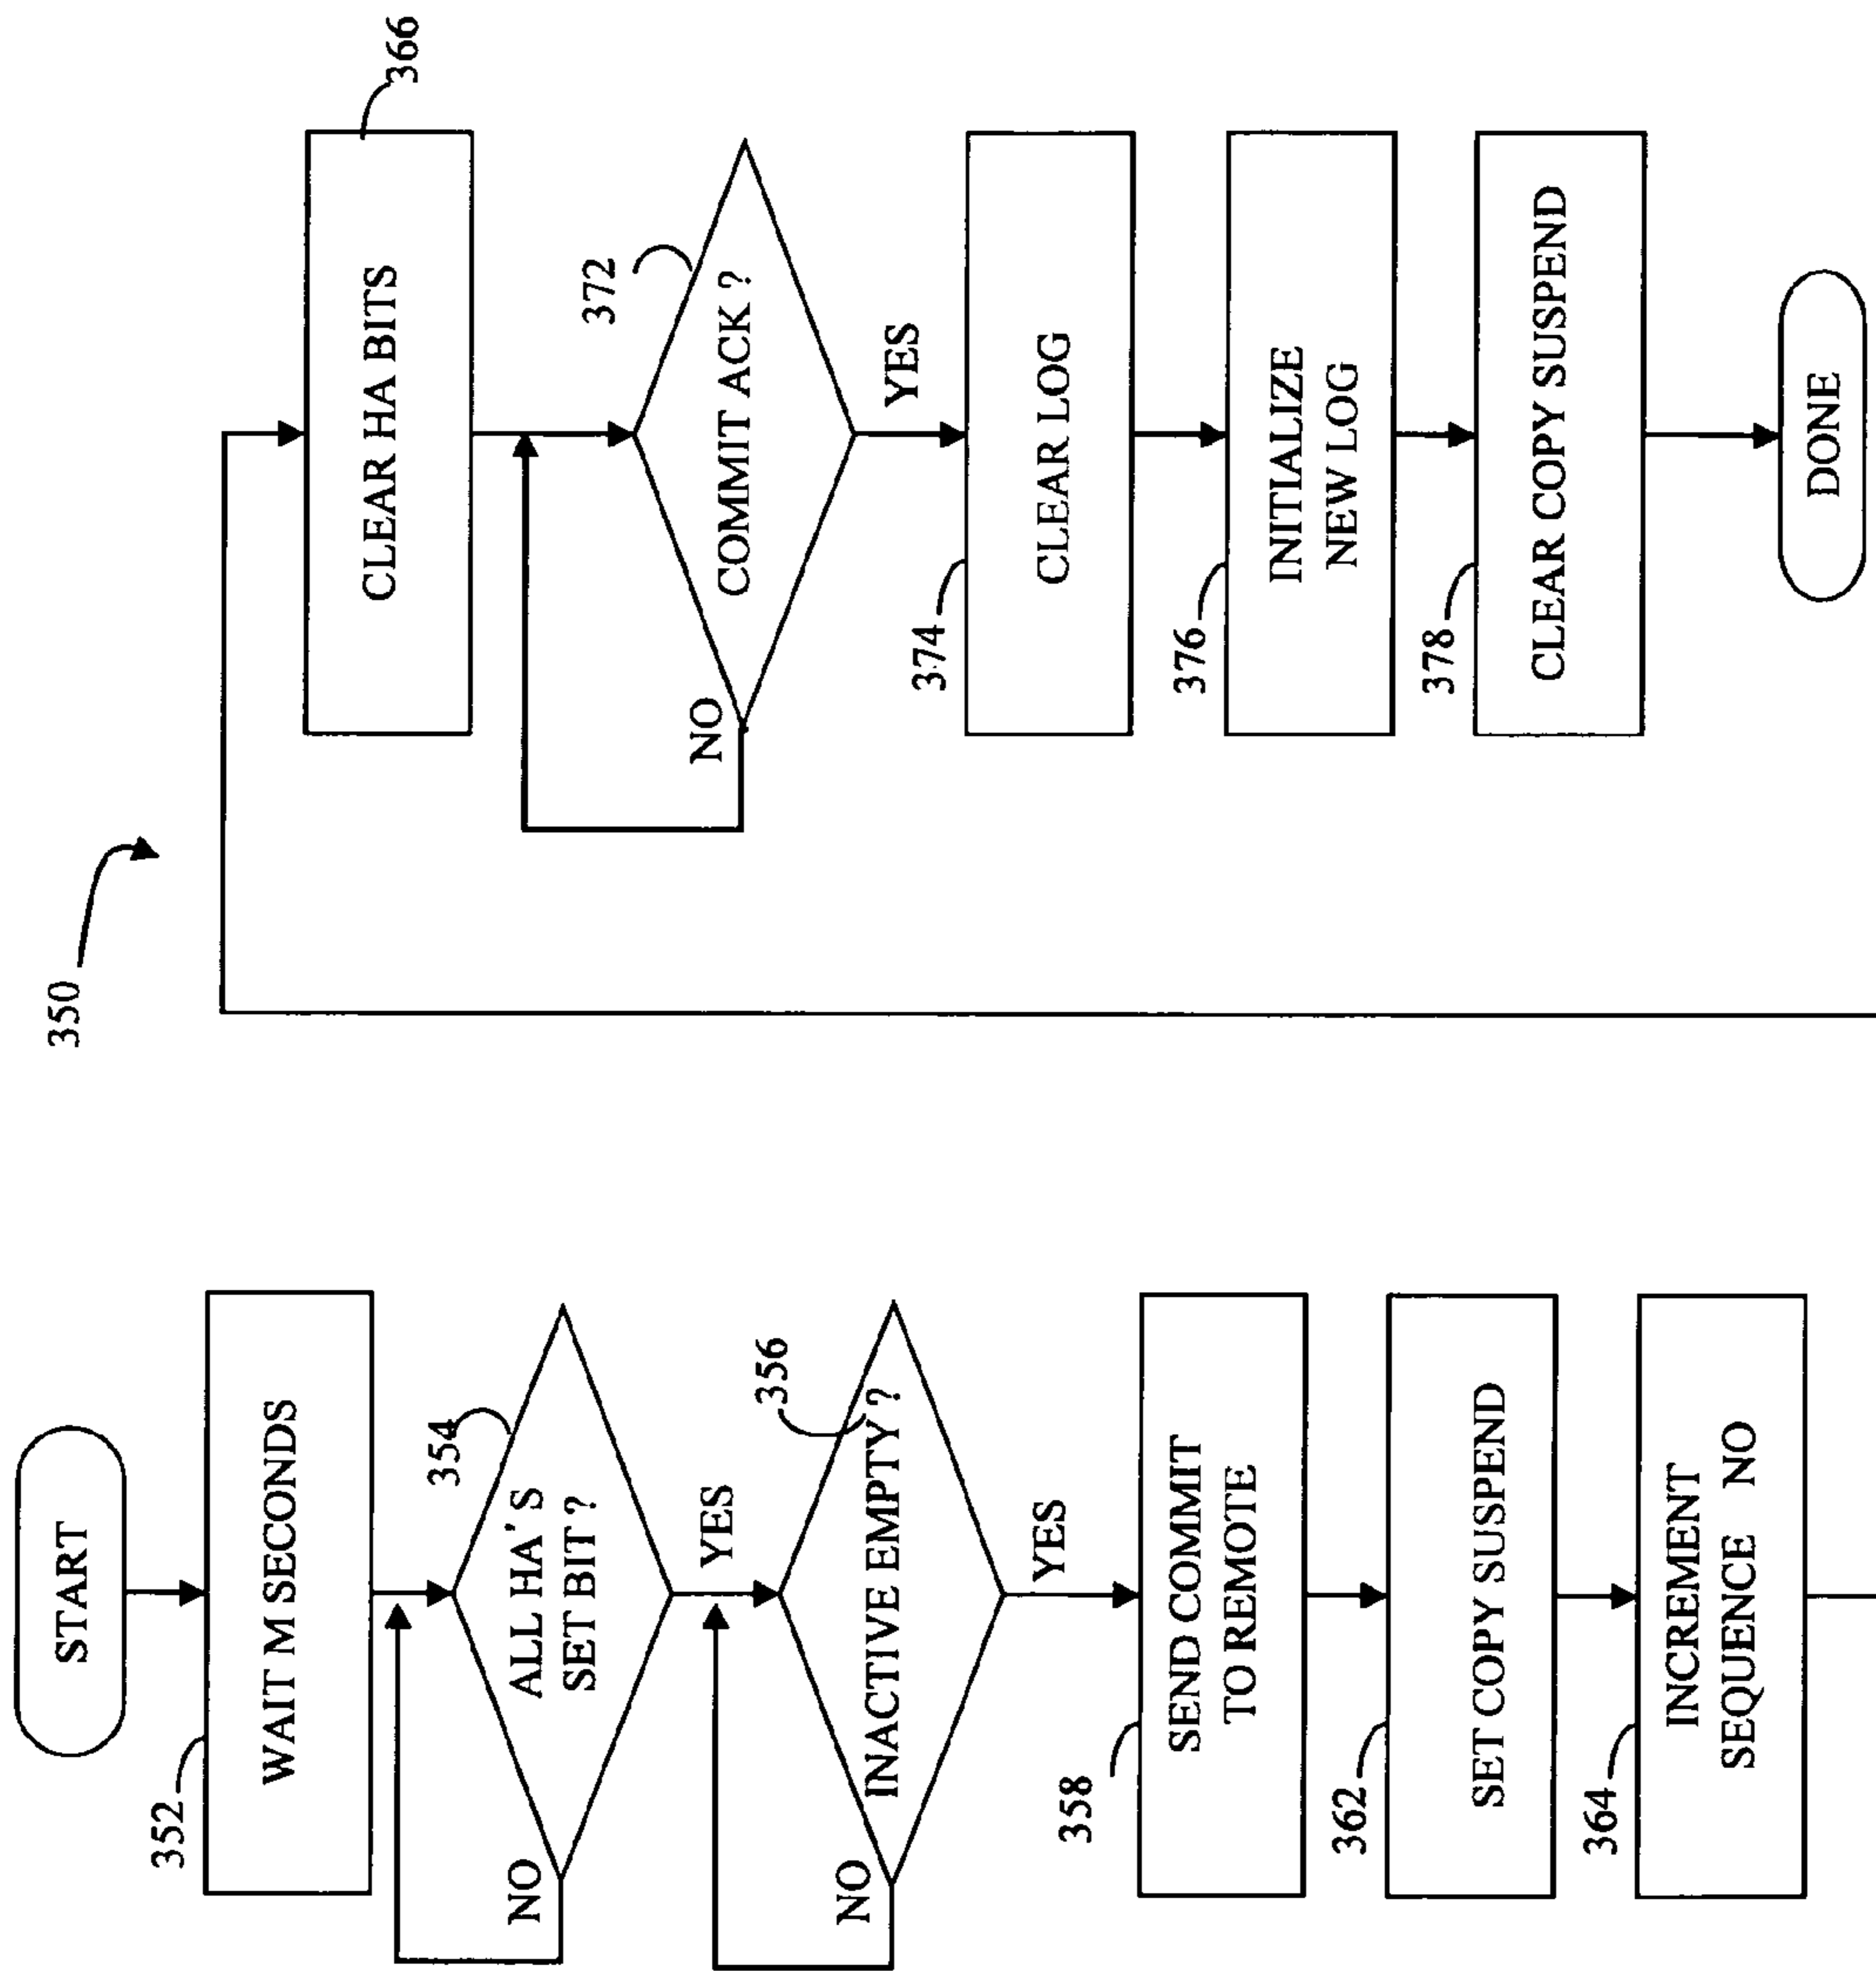 350
START
352
WAIT M SECONDS
354
ALL HA'S
SET BIT ?
NO
YES
356
INACTIVE EMPTY ?
NO
YES
358
SEND COMMIT
TO REMOTE
362
SET COPY SUSPEND
364
INCREMENT
SEQUENCE NO
366
CLEAR HA BITS
372
COMMIT ACK ?
NO
YES
374
CLEAR LOG
376
INITIALIZE
NEW LOG
378
CLEAR COPY SUSPEND
DONE